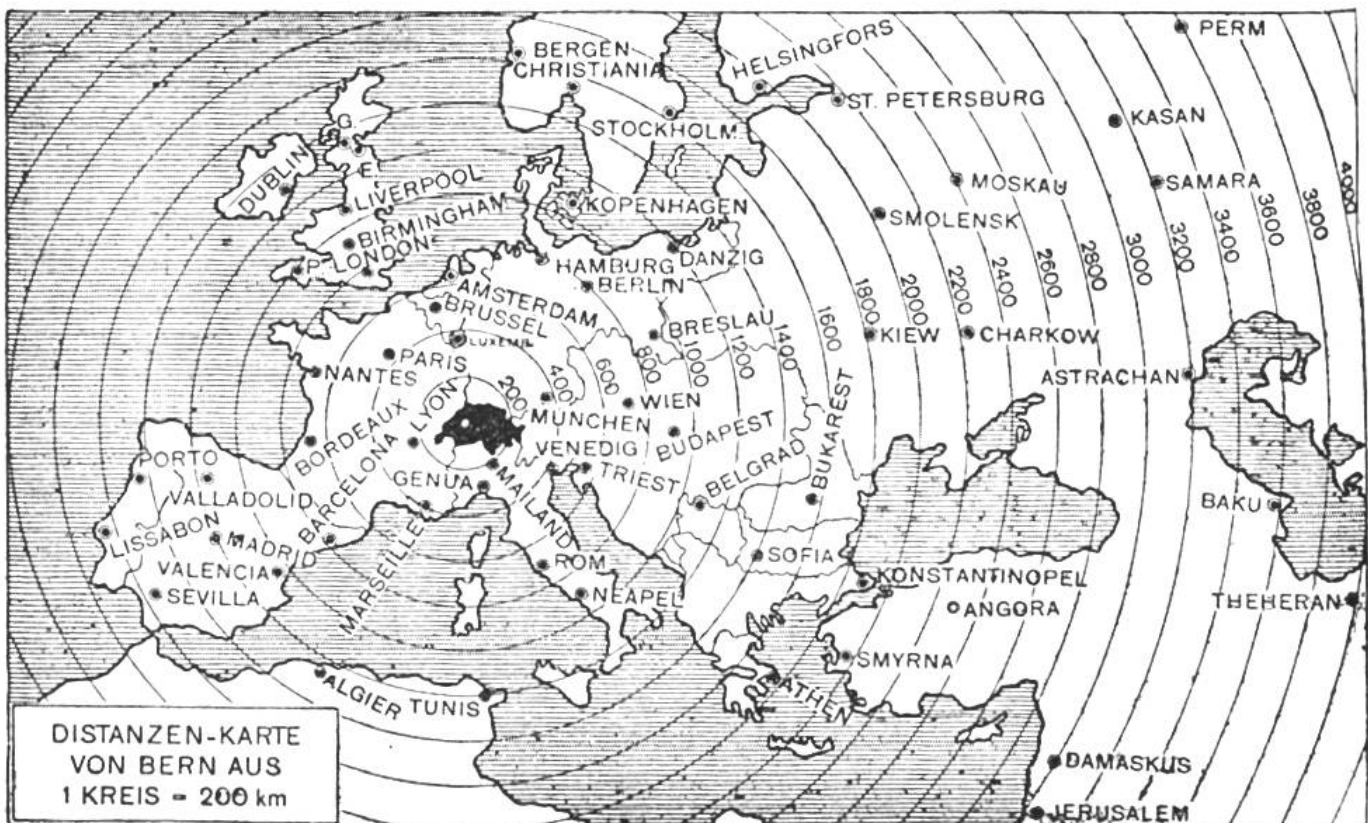 BERGEN
CHRISTIANIA
HELSINGFORS
PERM
ST. PETERSBURG
KASAN
STOCKHOLM
G.
E.
DUBLIN
LIVERPOOL
BIRMINGHAM
P.
LONDON
KOPENHAGEN
MOSKAU
SAMARA
SMOLENSK
HAMBURG
DANZIG
BERLIN
AMSTERDAM
BRÜSSEL
LUXEMB.
BRESLAU
KIEW
CHARKOW
PARIS
NANTES
ASTRACHAN
200
400
600
800
1000
1200
1400
1600
1800
2000
2200
2400
2600
2800
3000
3200
3400
3600
3800
4000
MÜNCHEN
WIEN
BUDAPEST
BORDEAUX
LYON
VENEDIG
TRIEST
BELGRAD
BUKAREST
PORTO
VALLADOLID
BARCELONA
GENUA
MAILAND
MARSEILLE
LISSABON
MADRID
VALENCIA
SEVILLA
ROM
NEAPEL
SOFIA
KONSTANTINOPEL
ANGORA
BAKU
THEHERAN
SMYRNA
ATHEN
ALGIER
TUNIS
DAMASKUS
JERUSALEM
DISTANZEN-KARTE
VON BERN AUS
1 KREIS = 200 km